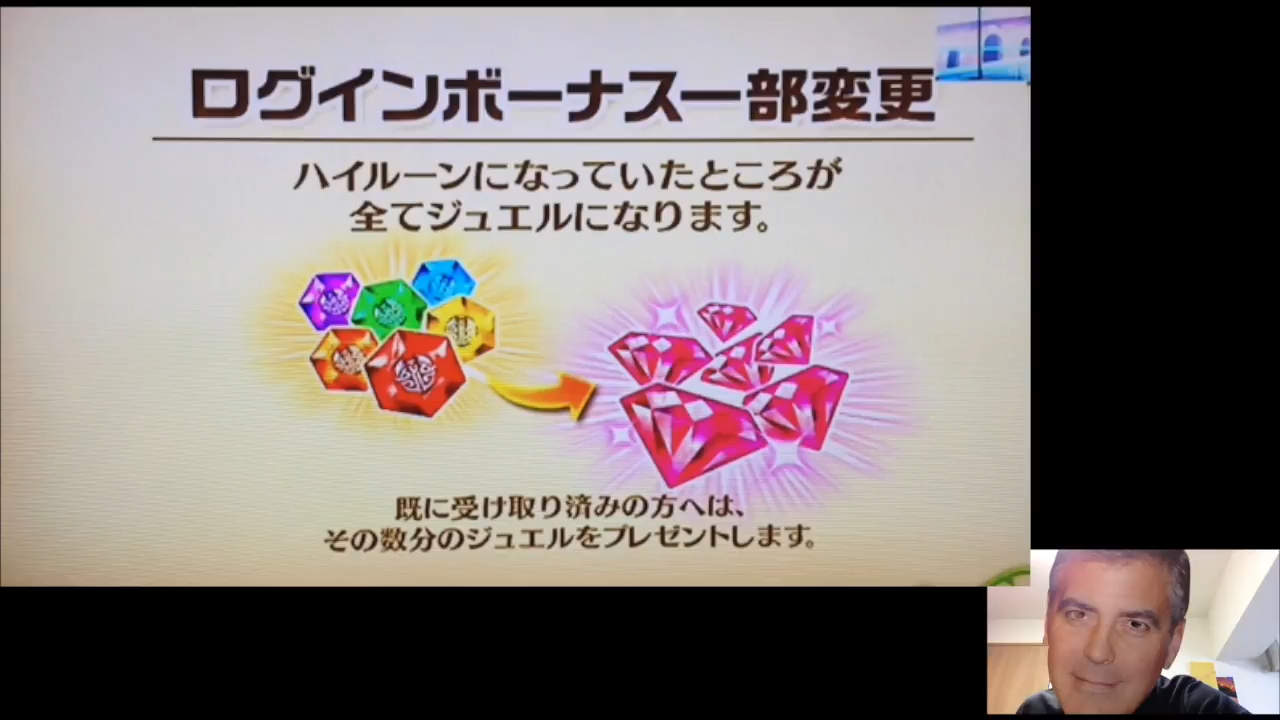 ログインボーナス一部変更
ハイルーンになっていたところが
全てジュエルになります。
既に受け取り済みの方へは、
その数分のジュエルをプレゼントします。